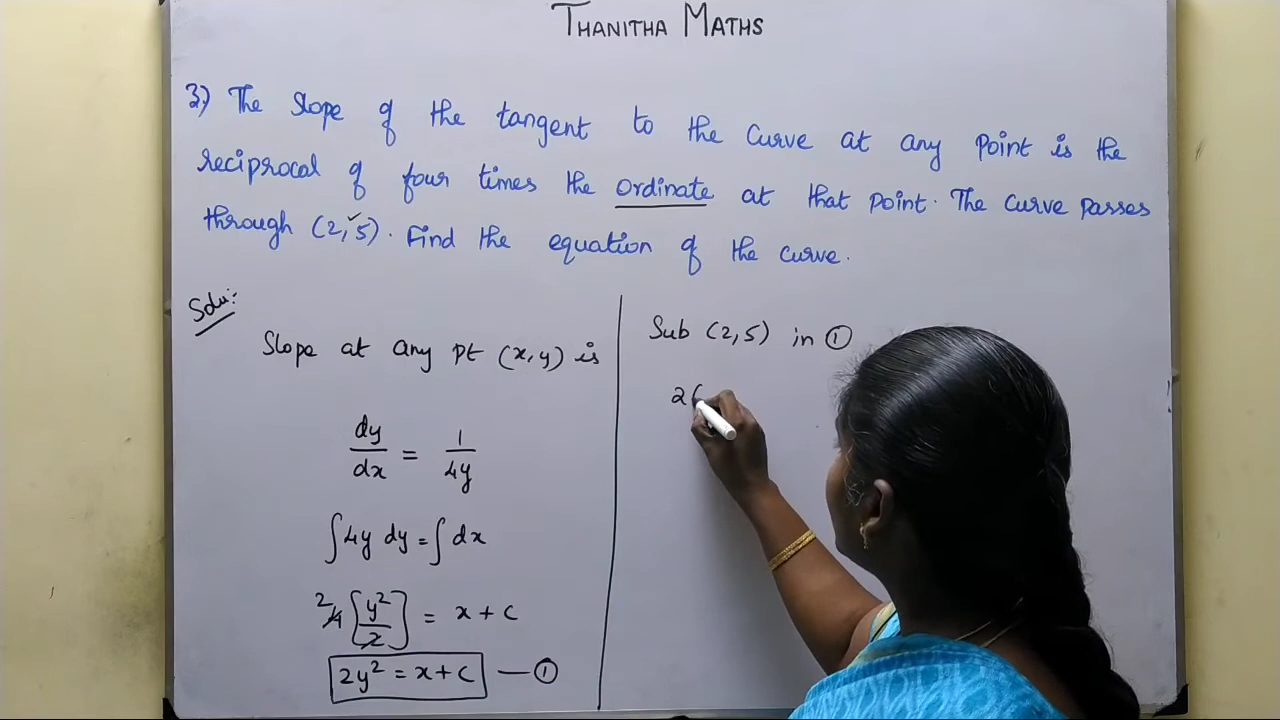 THANITHA MATHS
3) The slope of the tangent to the curve at any point is the
reciprocal of four times the ordinate at that point. The curve passes
through (2, 5). Find the equation of the curve.
Solu:
Slope at any pt (x, y) is
dy/dx = 1/4y
∫4y dy = ∫dx
2 4[y²/2] = x + c
2y² = x + c — ①
Sub (2, 5) in ①
2(